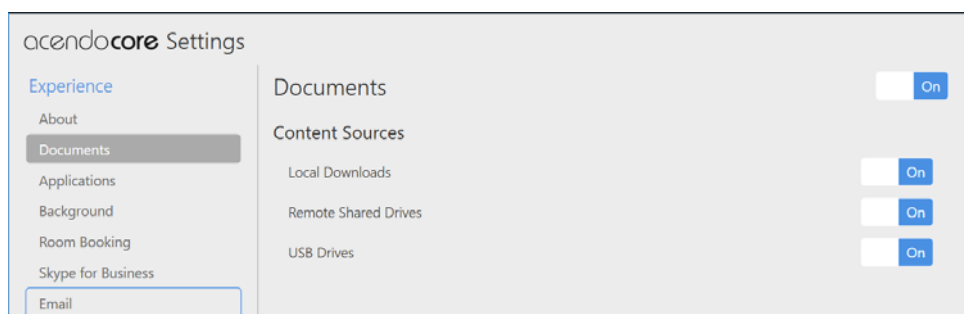 acendocore Settings
Experience
About
Documents
Applications
Background
Room Booking
Skype for Business
Email
Documents On
Content Sources
Local Downloads On
Remote Shared Drives On
USB Drives On